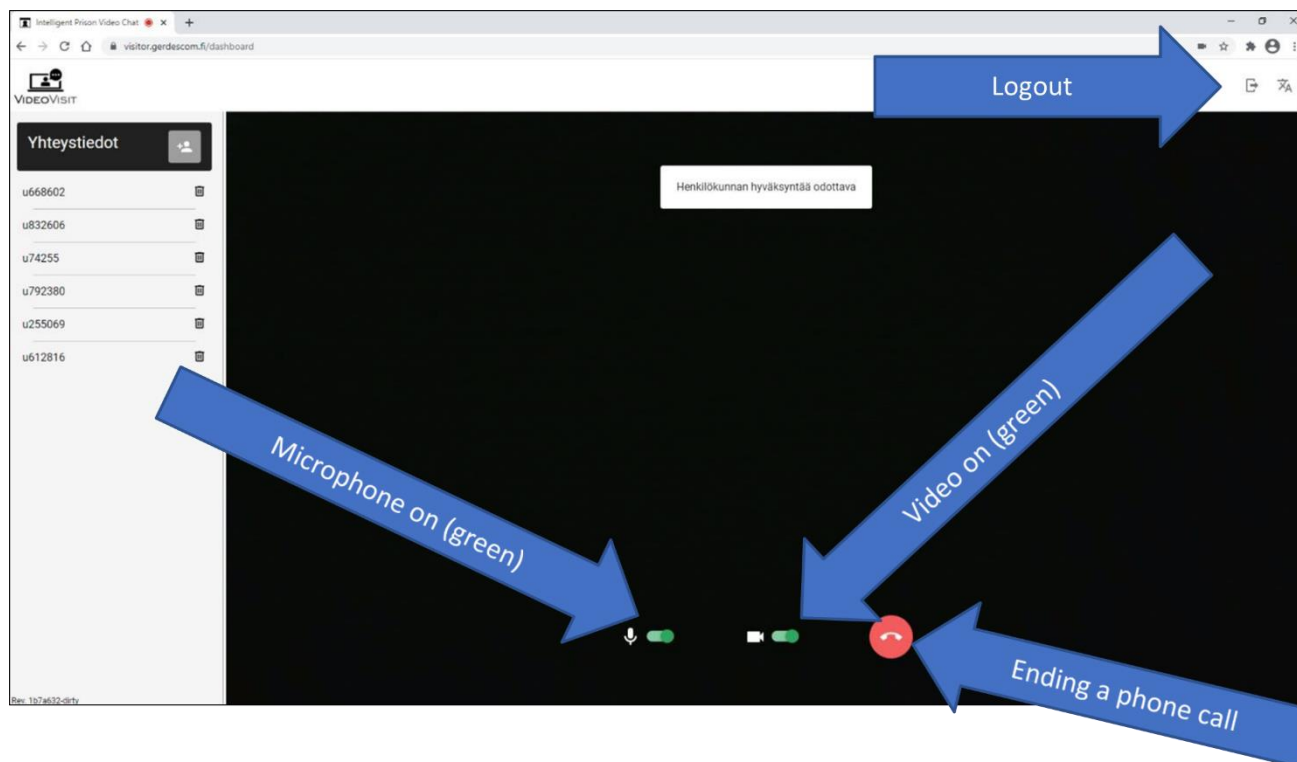 Intelligent Prison Video Chat
visitor.gerdescom.fi/dashboard
VIDEOVISIT
Logout
Yhteystiedot
Henkilökunnan hyväksyntää odottava
u668602
u832606
u74255
u792380
u255069
u612816
Microphone on (green)
Video on (green)
Ending a phone call
Rev: 1b7a632-dirty